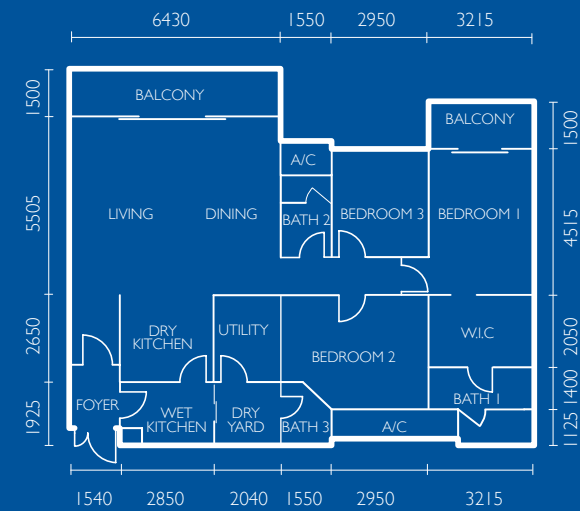 6430 1550 2950 3215
1500
BALCONY
BALCONY
1500
A/C
5505
LIVING
DINING
BATH 2
BEDROOM 3
BEDROOM 1
4515
2650
DRY
KITCHEN
UTILITY
BEDROOM 2
W.I.C
2050
1925
FOYER
WET
KITCHEN
DRY
YARD
BATH 3
A/C
BATH 1
1400
1125
1540 2850 2040 1550 2950 3215